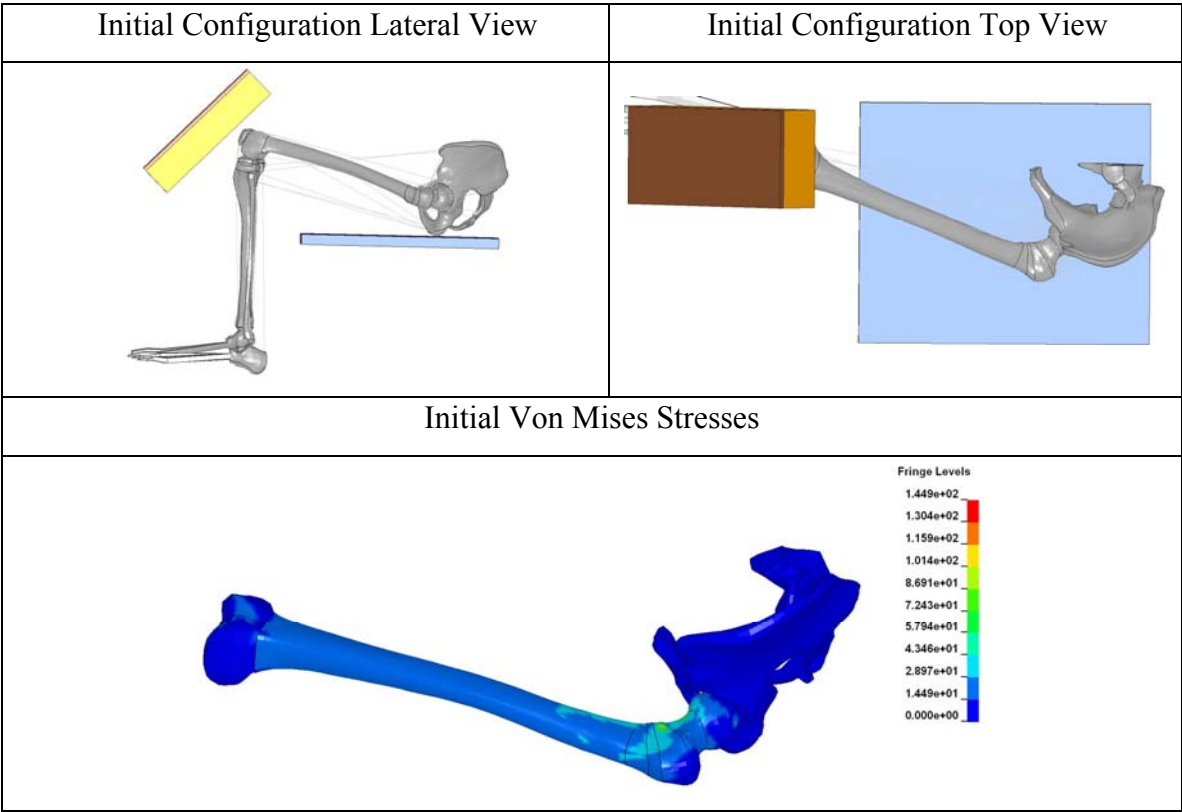 Initial Configuration Lateral View
Initial Configuration Top View
Initial Von Mises Stresses
Fringe Levels
1.449e+02
1.304e+02
1.159e+02
1.014e+02
8.691e+01
7.243e+01
5.794e+01
4.346e+01
2.897e+01
1.449e+01
0.000e+00